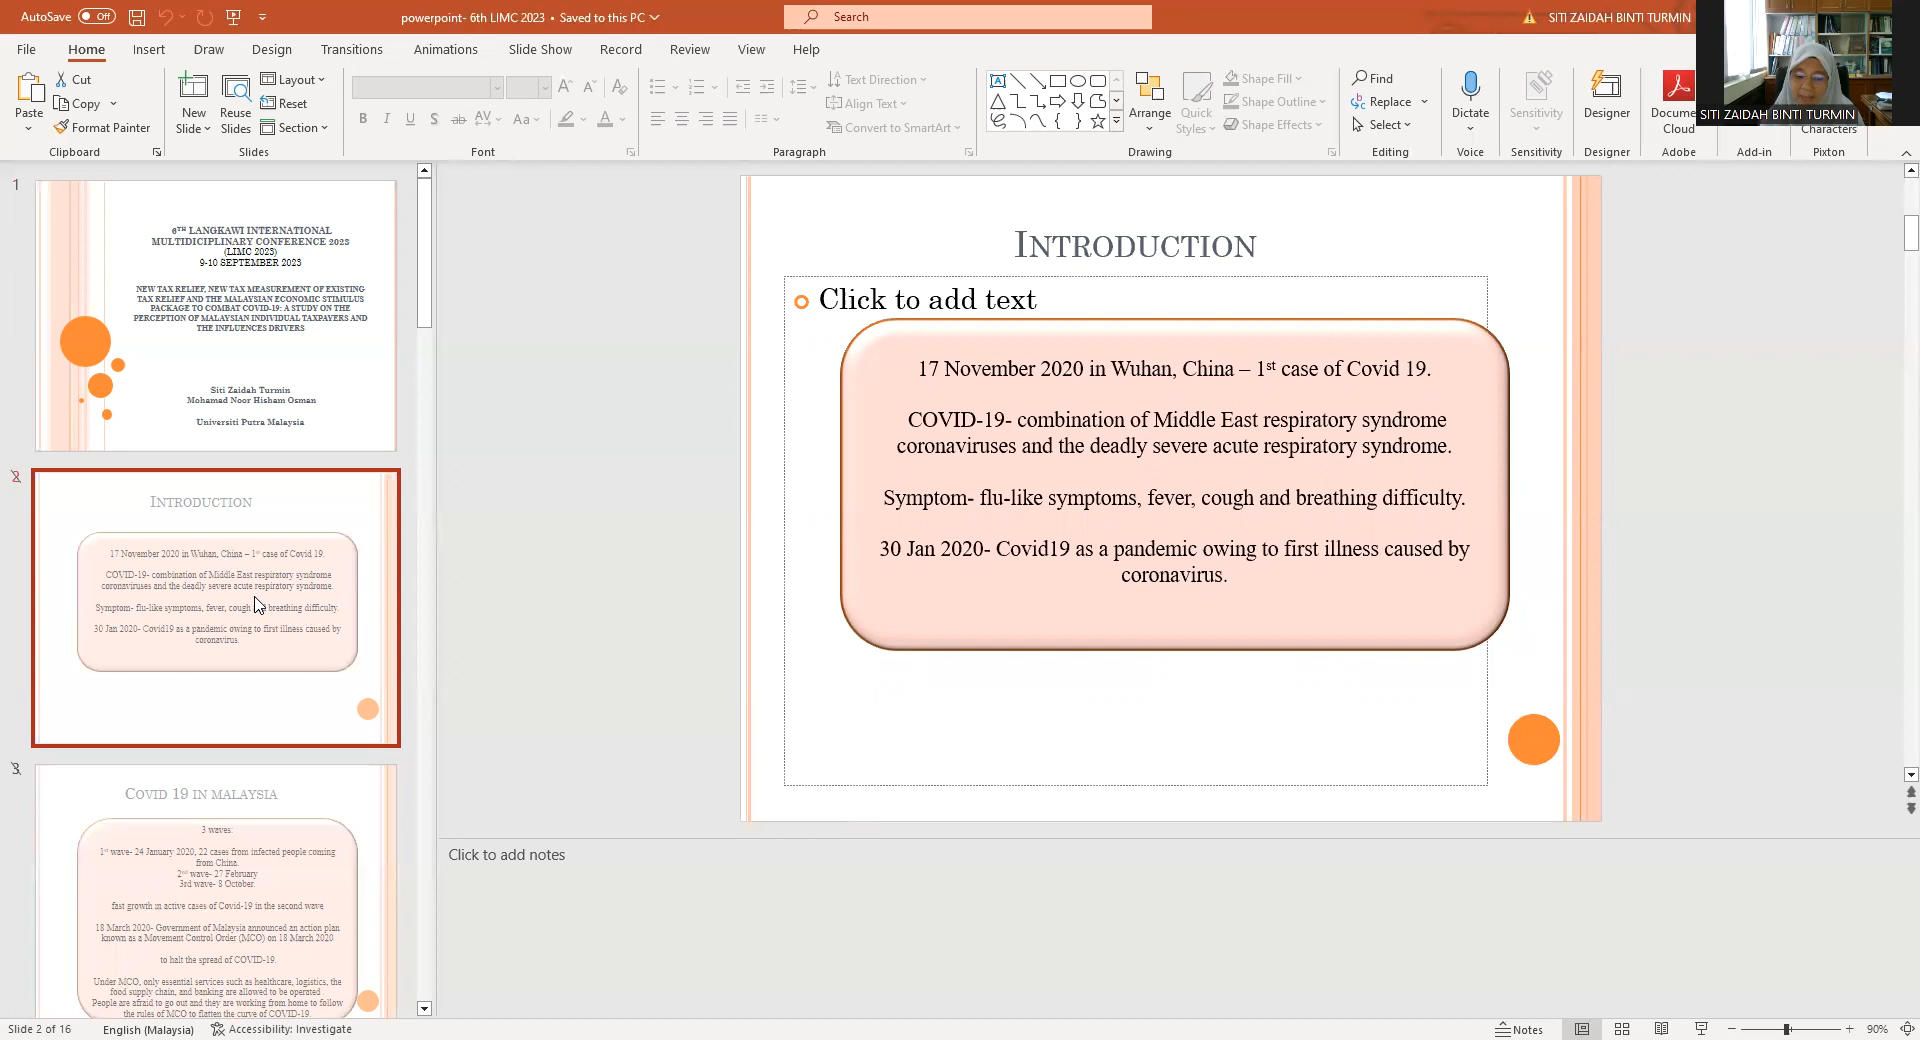 AutoSave Off powerpoint- 6th LIMC 2023 • Saved to this PC Search SITI ZAIDAH BINTI TURMIN
File Home Insert Draw Design Transitions Animations Slide Show Record Review View Help
Paste Cut Copy Format Painter
Clipboard
New Slide Reuse Slides Layout Reset Section
Slides
B I U S ab AV Aa A
Font
Text Direction
Align Text
Convert to SmartArt
Paragraph
Arrange Quick Styles Shape Fill Shape Outline Shape Effects
Drawing
Find
Replace
Select
Editing
Dictate
Voice
Sensitivity
Sensitivity
Designer
Designer
Cloud
Adobe
Add-in
Characters
Pixton
SITI ZAIDAH BINTI TURMIN
1
6TH LANGKAWI INTERNATIONAL
MULTIDICIPLINARY CONFERENCE 2023
(LIMC 2023)
9-10 SEPTEMBER 2023
NEW TAX RELIEF, NEW TAX MEASUREMENT OF EXISTING
TAX RELIEF AND THE MALAYSIAN ECONOMIC STIMULUS
PACKAGE TO COMBAT COVID-19: A STUDY ON THE
PERCEPTION OF MALAYSIAN INDIVIDUAL TAXPAYERS AND
THE INFLUENCES DRIVERS
Siti Zaidah Turmin
Mohamad Noor Hisham Osman
Universiti Putra Malaysia
2
INTRODUCTION
17 November 2020 in Wuhan, China – 1st case of Covid 19.
COVID-19- combination of Middle East respiratory syndrome
coronaviruses and the deadly severe acute respiratory syndrome.
Symptom- flu-like symptoms, fever, cough breathing difficulty.
30 Jan 2020- Covid19 as a pandemic owing to first illness caused by
coronavirus.
3
COVID 19 IN MALAYSIA
3 waves:
1st wave- 24 January 2020, 22 cases from infected people coming
from China.
2nd wave- 27 February
3rd wave- 8 October.
fast growth in active cases of Covid-19 in the second wave
18 March 2020- Government of Malaysia announced an action plan
known as a Movement Control Order (MCO) on 18 March 2020
to halt the spread of COVID-19.
Under MCO, only essential services such as healthcare, logistics, the
food supply chain, and banking are allowed to be operated
People are afraid to go out and they are working from home to follow
the rules of MCO to flatten the curve of COVID-19.
INTRODUCTION
Click to add text
17 November 2020 in Wuhan, China – 1st case of Covid 19.
COVID-19- combination of Middle East respiratory syndrome
coronaviruses and the deadly severe acute respiratory syndrome.
Symptom- flu-like symptoms, fever, cough and breathing difficulty.
30 Jan 2020- Covid19 as a pandemic owing to first illness caused by
coronavirus.
Click to add notes
Slide 2 of 16 English (Malaysia) Accessibility: Investigate Notes 90%